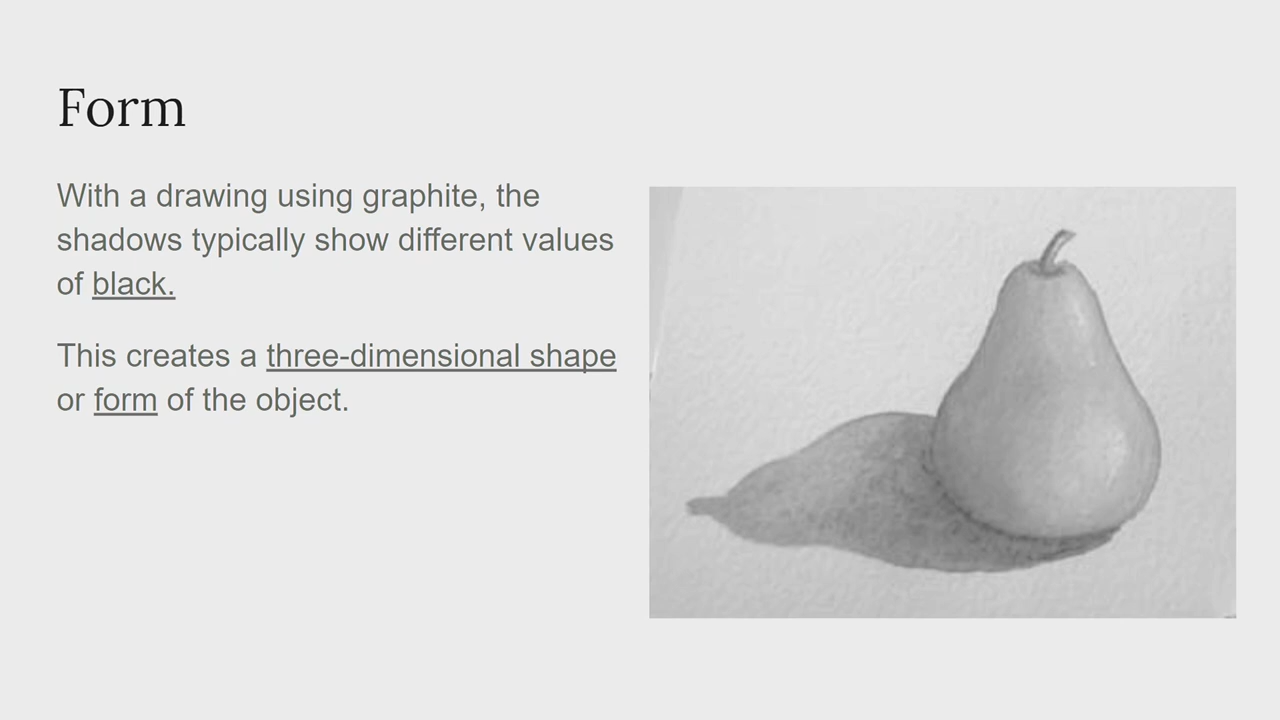 Form
With a drawing using graphite, the
shadows typically show different values
of black.
This creates a three-dimensional shape
or form of the object.